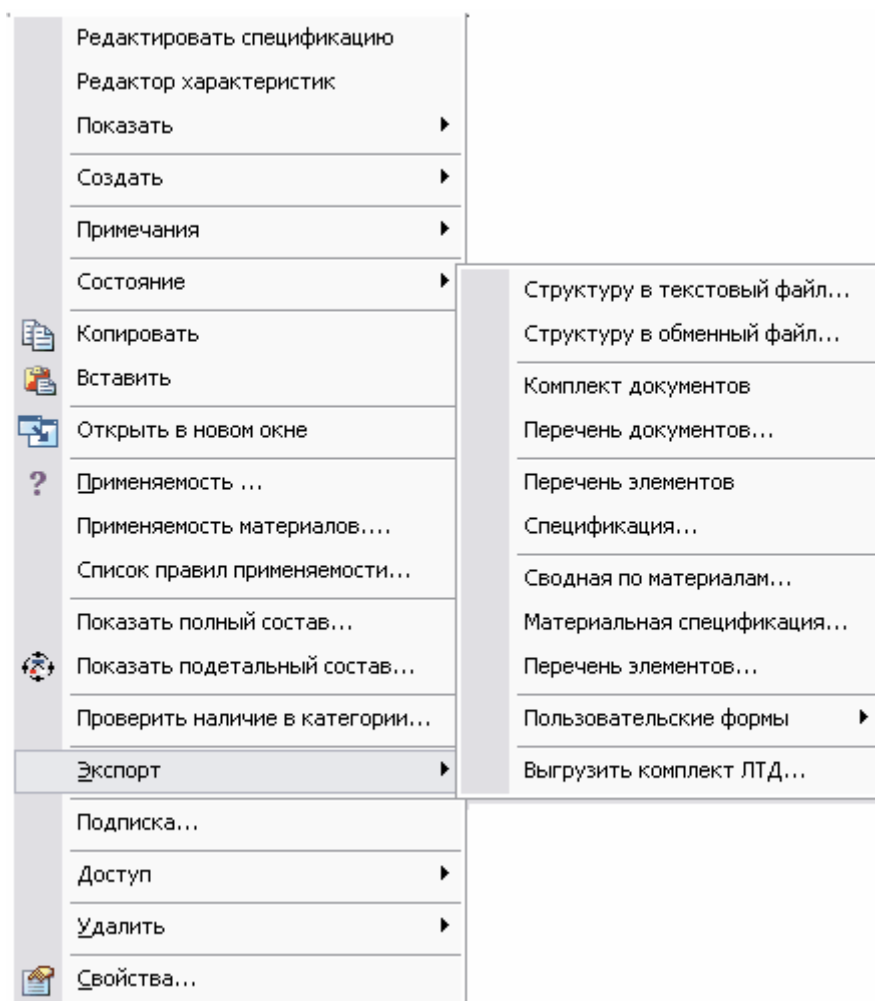 Редактировать спецификацию
Редактор характеристик
Показать
Создать
Примечания
Состояние
Копировать
Вставить
Открыть в новом окне
? Применяемость ...
Применяемость материалов....
Список правил применяемости...
Показать полный состав...
Показать подетальный состав...
Проверить наличие в категории...
Экспорт
Подписка...
Доступ
Удалить
Свойства...
Структуру в текстовый файл...
Структуру в обменный файл...
Комплект документов
Перечень документов...
Перечень элементов
Спецификация...
Сводная по материалам...
Материальная спецификация...
Перечень элементов...
Пользовательские формы
Выгрузить комплект ЛТД...